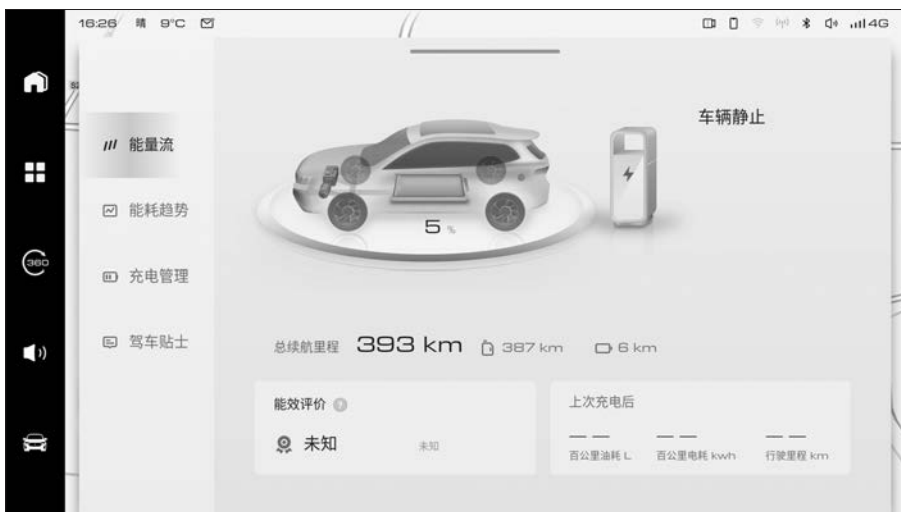 16:26 晴 9°C
4G
车辆静止
能量流
能耗趋势
360
充电管理
驾车贴士
5 %
总续航里程 393 km 387 km 6 km
能效评价 ?
未知 未知
上次充电后
—— —— ——
百公里油耗 L 百公里电耗 kwh 行驶里程 km